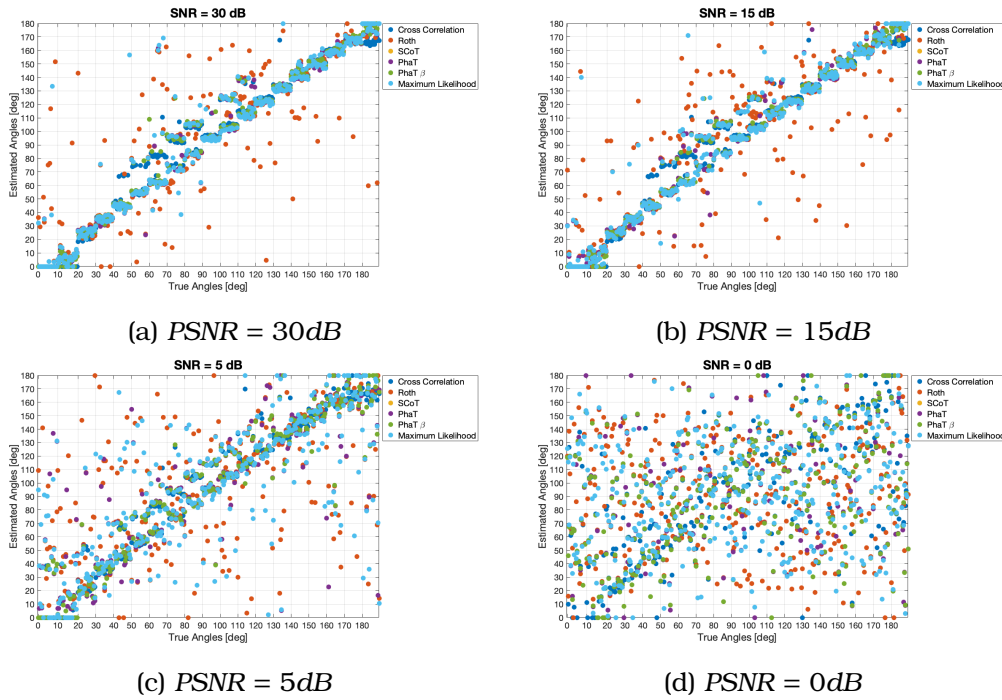 SNR = 30 dB
180
170
160
150
140
130
120
110
100
90
80
70
60
50
40
30
20
10
0
Estimated Angles [deg]
0 10 20 30 40 50 60 70 80 90 100 110 120 130 140 150 160 170 180
True Angles [deg]
Cross Correlation
Roth
SCoT
PhaT
PhaT β
Maximum Likelihood
(a) PSNR = 30dB
SNR = 15 dB
180
170
160
150
140
130
120
110
100
90
80
70
60
50
40
30
20
10
0
Estimated Angles [deg]
0 10 20 30 40 50 60 70 80 90 100 110 120 130 140 150 160 170 180
True Angles [deg]
Cross Correlation
Roth
SCoT
PhaT
PhaT β
Maximum Likelihood
(b) PSNR = 15dB
SNR = 5 dB
180
170
160
150
140
130
120
110
100
90
80
70
60
50
40
30
20
10
0
Estimated Angles [deg]
0 10 20 30 40 50 60 70 80 90 100 110 120 130 140 150 160 170 180
True Angles [deg]
Cross Correlation
Roth
SCoT
PhaT
PhaT β
Maximum Likelihood
(c) PSNR = 5dB
SNR = 0 dB
180
170
160
150
140
130
120
110
100
90
80
70
60
50
40
30
20
10
0
Estimated Angles [deg]
0 10 20 30 40 50 60 70 80 90 100 110 120 130 140 150 160 170 180
True Angles [deg]
Cross Correlation
Roth
SCoT
PhaT
PhaT β
Maximum Likelihood
(d) PSNR = 0dB